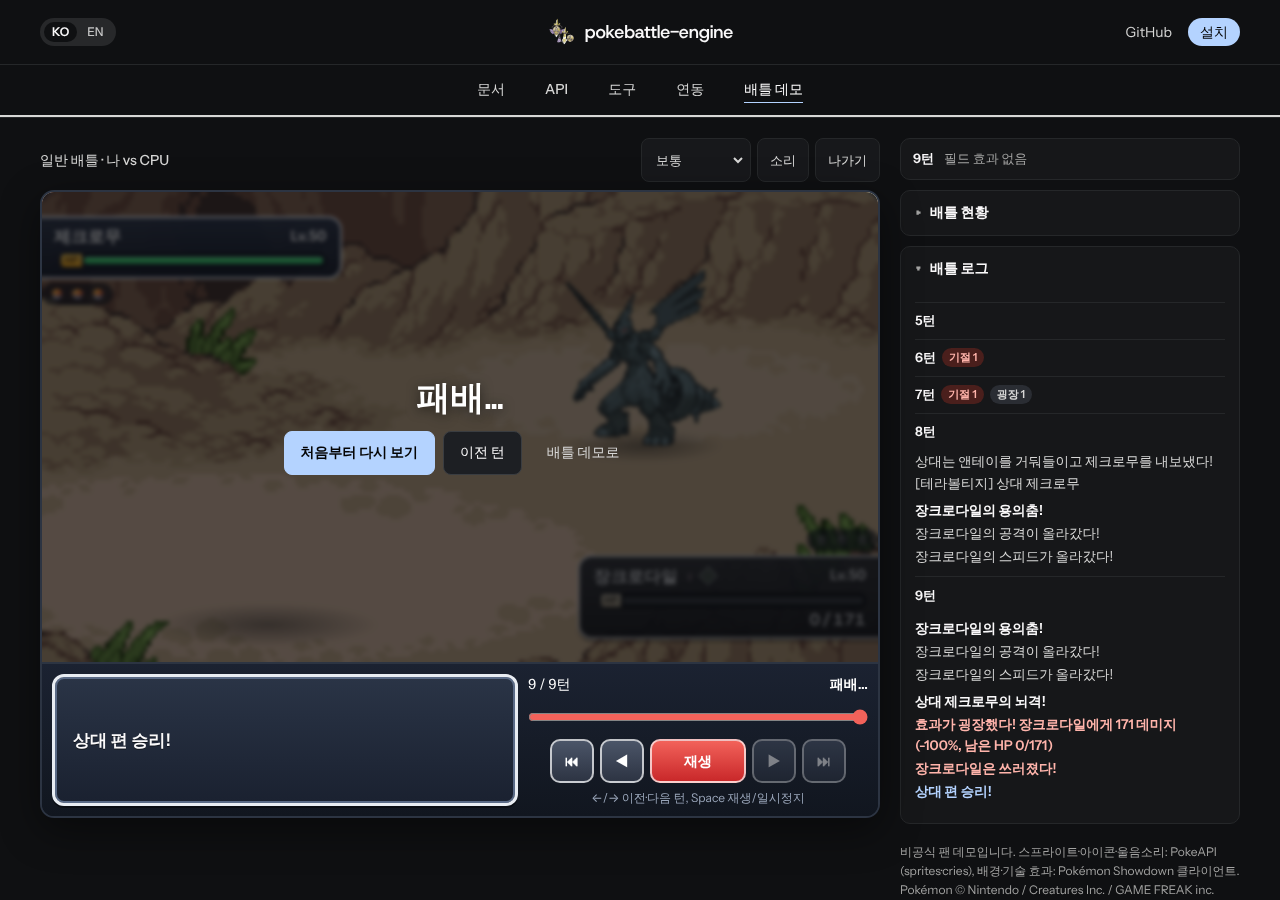 KO EN
pokebattle-engine
GitHub 설치
문서 API 도구 연동 배틀 데모
일반 배틀 · 나 vs CPU
보통 소리 나가기
제크로무 Lv.50
HP
패배...
처음부터 다시 보기 이전 턴 배틀 데모로
장크로다일 Lv.50
HP
0/171
상대 편 승리!
9 / 9턴 패배...
재생
←/→ 이전·다음 턴, Space 재생/일시정지
9턴 필드 효과 없음
배틀 현황
배틀 로그
5턴
6턴 기절 1
7턴 기절 1 굉장 1
8턴
상대는 앤테이를 거둬들이고 제크로무를 내보냈다!
[테라볼티지] 상대 제크로무
장크로다일의 용의춤!
장크로다일의 공격이 올라갔다!
장크로다일의 스피드가 올라갔다!
9턴
장크로다일의 용의춤!
장크로다일의 공격이 올라갔다!
장크로다일의 스피드가 올라갔다!
상대 제크로무의 뇌격!
효과가 굉장했다! 장크로다일에게 171 데미지
(-100%, 남은 HP 0/171)
장크로다일은 쓰러졌다!
상대 편 승리!
비공식 팬 데모입니다. 스프라이트·아이콘·울음소리: PokeAPI
(sprites·cries), 배경·기술 효과: Pokémon Showdown 클라이언트.
Pokémon © Nintendo / Creatures Inc. / GAME FREAK inc.